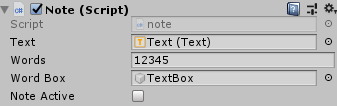 Note (Script)
Script note
Text Text (Text)
Words 12345
Word Box TextBox
Note Active